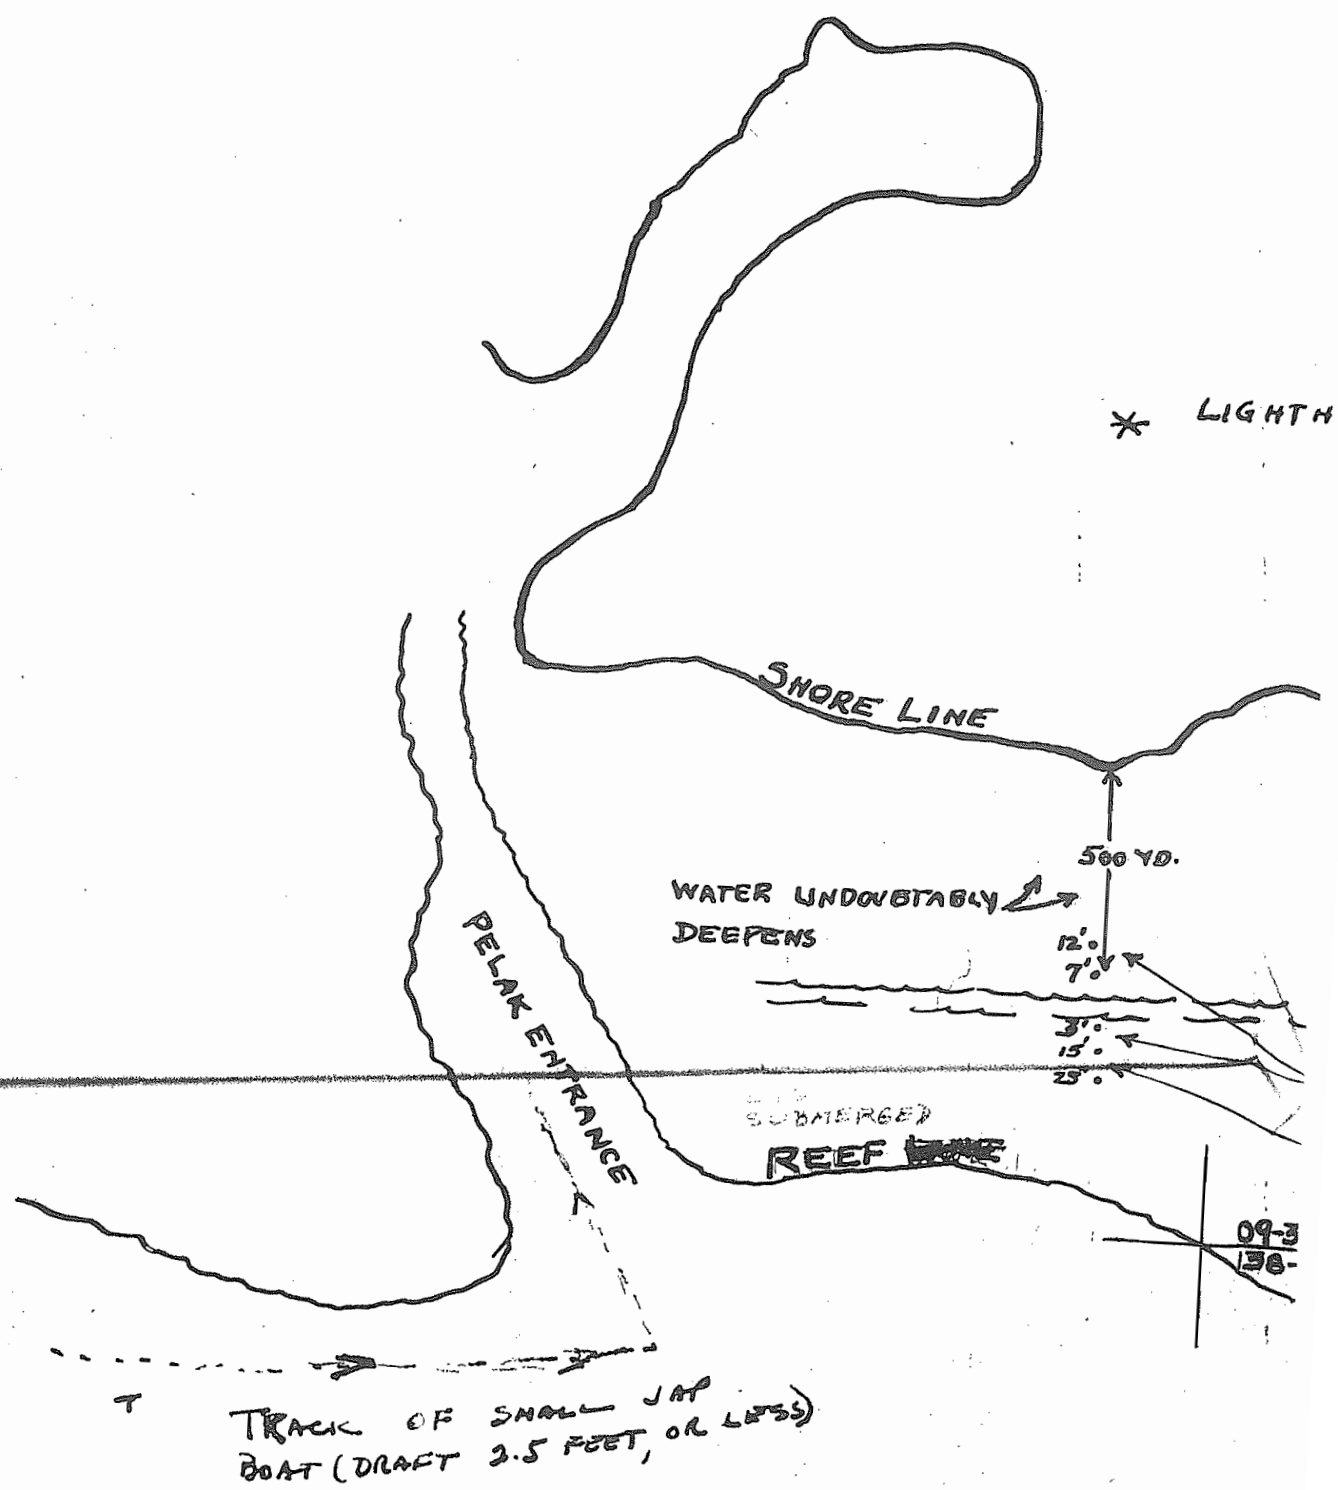 LIGHTH
SHORE LINE
500 YD.
WATER UNDOUBTABLY
DEEPENS
12'.
7'.
3'.
15'.
25'.
PELAK ENTRANCE
SUBMERGED
REEF
09-3
138-
TRACK OF SMALL JAP
BOAT (DRAFT 2.5 FEET, OR LESS)